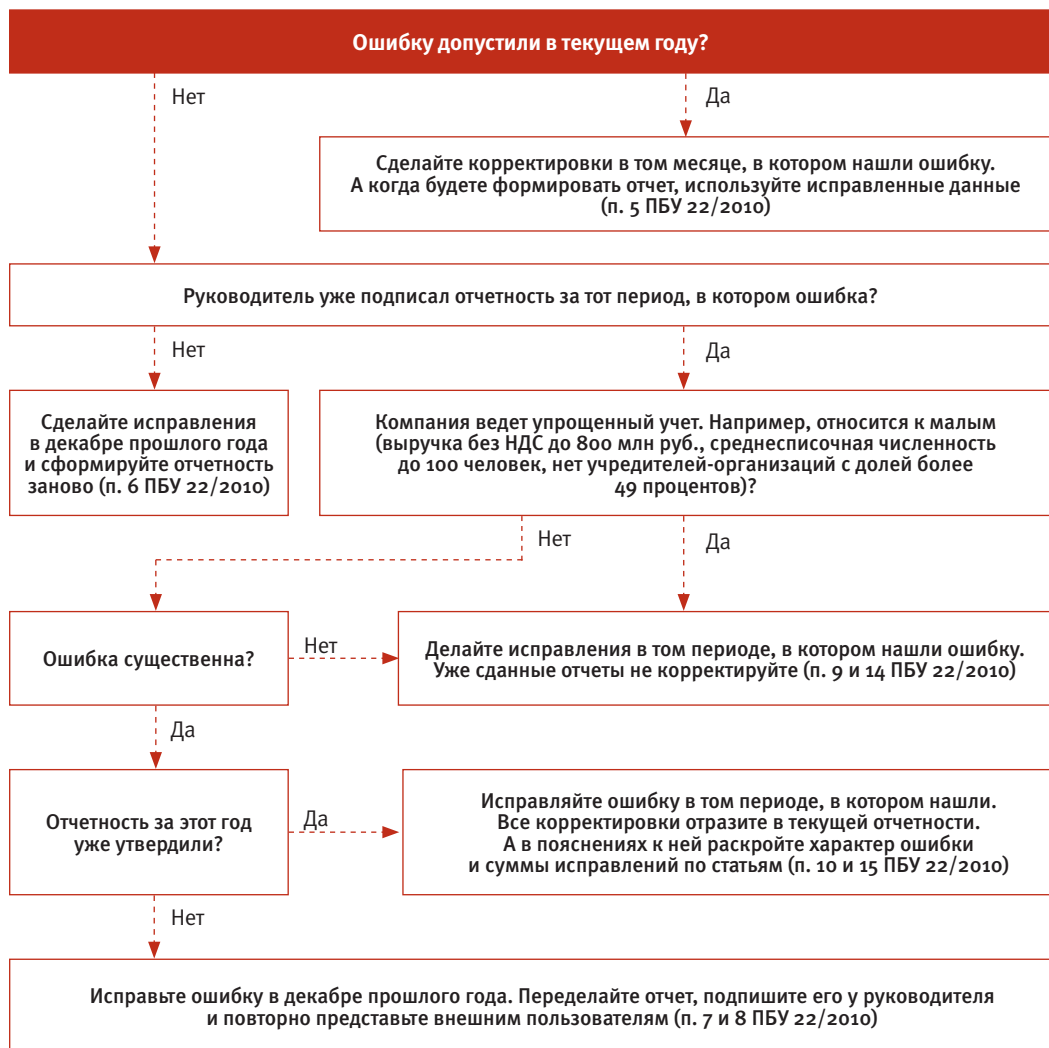 Ошибку допустили в текущем году?
Нет
Да
Сделайте корректировки в том месяце, в котором нашли ошибку.
А когда будете формировать отчет, используйте исправленные данные
(п. 5 ПБУ 22/2010)
Руководитель уже подписал отчетность за тот период, в котором ошибка?
Нет
Да
Сделайте исправления
в декабре прошлого года
и сформируйте отчетность
заново (п. 6 ПБУ 22/2010)
Компания ведет упрощенный учет. Например, относится к малым
(выручка без НДС до 800 млн руб., среднесписочная численность
до 100 человек, нет учредителей-организаций с долей более
49 процентов)?
Нет
Да
Ошибка существенна?
Нет
Делайте исправления в том периоде, в котором нашли ошибку.
Уже сданные отчеты не корректируйте (п. 9 и 14 ПБУ 22/2010)
Да
Отчетность за этот год
уже утвердили?
Да
Исправляйте ошибку в том периоде, в котором нашли.
Все корректировки отразите в текущей отчетности.
А в пояснениях к ней раскройте характер ошибки
и суммы исправлений по статьям (п. 10 и 15 ПБУ 22/2010)
Нет
Исправьте ошибку в декабре прошлого года. Переделайте отчет, подпишите его у руководителя
и повторно представьте внешним пользователям (п. 7 и 8 ПБУ 22/2010)